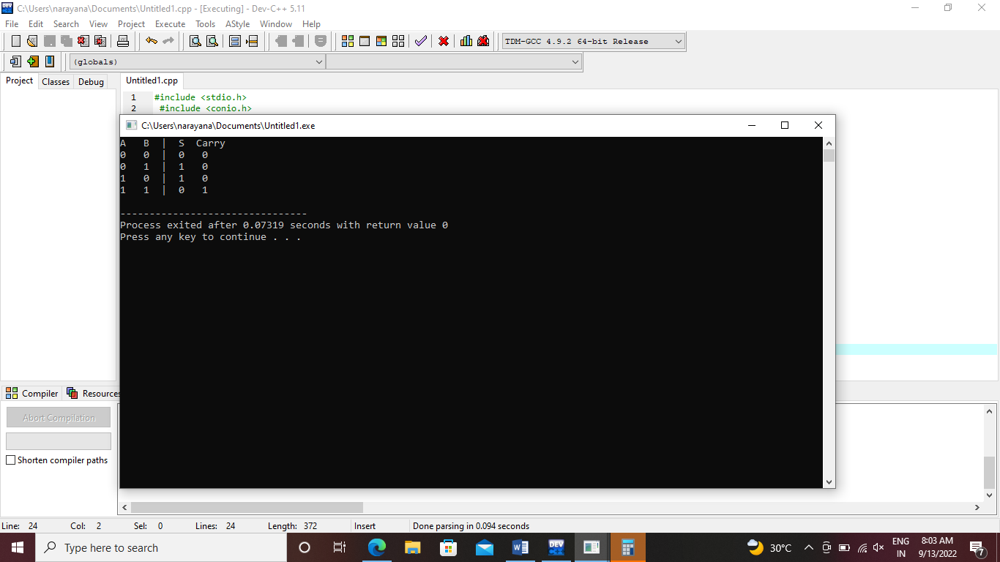 C:\Users\narayana\Documents\Untitled1.cpp - [Executing] - Dev-C++ 5.11
File Edit Search View Project Execute Tools AStyle Window Help
TDM-GCC 4.9.2 64-bit Release
(globals)
Project Classes Debug Untitled1.cpp
1 #include <stdio.h>
2 #include <conio.h>
C:\Users\narayana\Documents\Untitled1.exe
A B | S Carry
0 0 | 0 0
0 1 | 1 0
1 0 | 1 0
1 1 | 0 1
--------------------------------
Process exited after 0.07319 seconds with return value 0
Press any key to continue . . .
Compiler Resources
Abort Compilation
Shorten compiler paths
Line: 24 Col: 2 Sel: 0 Lines: 24 Length: 372 Insert Done parsing in 0.094 seconds
Type here to search
DEV
30°C
ENG
IN
8:03 AM
9/13/2022
7